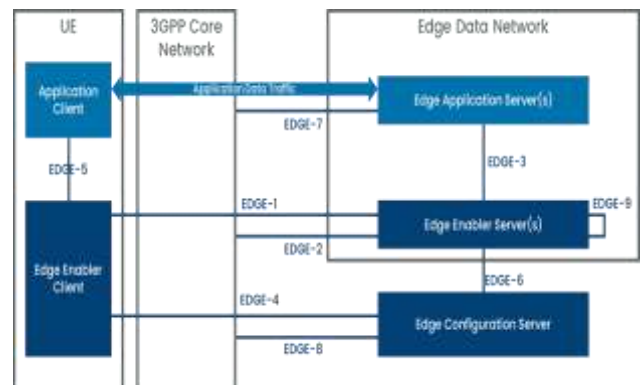 UE
3GPP Core
Network
Edge Data Network
Application
Client
Application Data Traffic
Edge Application Server(s)
EDGE-7
EDGE-3
EDGE-5
EDGE-1
EDGE-9
Edge Enabler Server(s)
EDGE-2
Edge Enabler
Client
EDGE-6
EDGE-4
Edge Configuration Server
EDGE-8